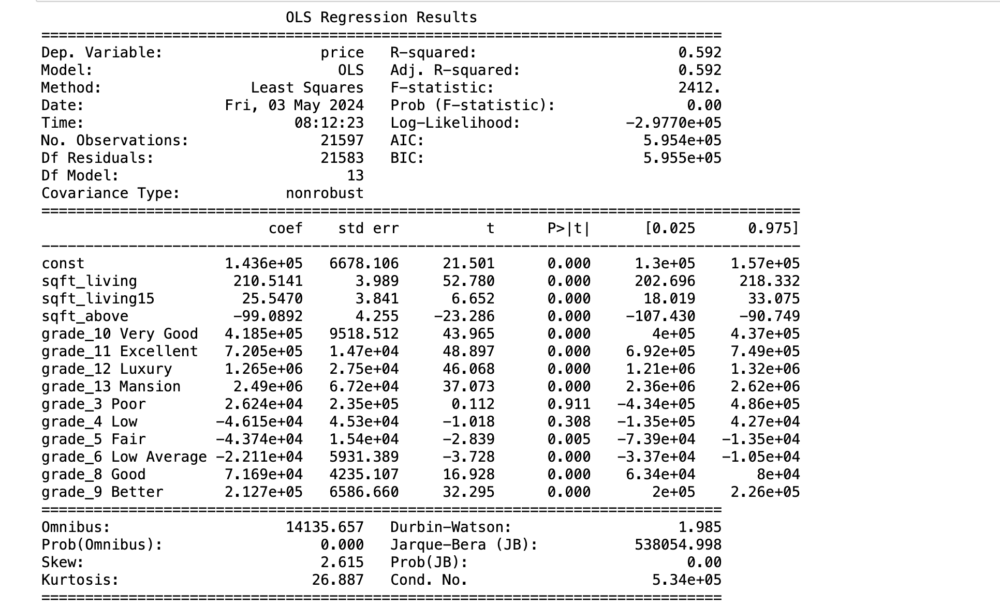 OLS Regression Results
==============================================================================
Dep. Variable:                  price   R-squared:                       0.592
Model:                            OLS   Adj. R-squared:                  0.592
Method:                 Least Squares   F-statistic:                     2412.
Date:                Fri, 03 May 2024   Prob (F-statistic):               0.00
Time:                        08:12:23   Log-Likelihood:            -2.9770e+05
No. Observations:               21597   AIC:                         5.954e+05
Df Residuals:                   21583   BIC:                         5.955e+05
Df Model:                          13
Covariance Type:            nonrobust
=======================================================================================
                          coef    std err          t      P>|t|      [0.025      0.975]
---------------------------------------------------------------------------------------
const                1.436e+05   6678.106     21.501      0.000     1.3e+05    1.57e+05
sqft_living           210.5141      3.989     52.780      0.000     202.696     218.332
sqft_living15          25.5470      3.841      6.652      0.000      18.019      33.075
sqft_above            -99.0892      4.255    -23.286      0.000    -107.430     -90.749
grade_10 Very Good   4.185e+05   9518.512     43.965      0.000       4e+05    4.37e+05
grade_11 Excellent   7.205e+05   1.47e+04     48.897      0.000    6.92e+05    7.49e+05
grade_12 Luxury      1.265e+06   2.75e+04     46.068      0.000    1.21e+06    1.32e+06
grade_13 Mansion      2.49e+06   6.72e+04     37.073      0.000    2.36e+06    2.62e+06
grade_3 Poor         2.624e+04   2.35e+05      0.112      0.911   -4.34e+05    4.86e+05
grade_4 Low         -4.615e+04   4.53e+04     -1.018      0.308   -1.35e+05    4.27e+04
grade_5 Fair        -4.374e+04   1.54e+04     -2.839      0.005   -7.39e+04   -1.35e+04
grade_6 Low Average -2.211e+04   5931.389     -3.728      0.000   -3.37e+04   -1.05e+04
grade_8 Good         7.169e+04   4235.107     16.928      0.000    6.34e+04       8e+04
grade_9 Better       2.127e+05   6586.660     32.295      0.000       2e+05    2.26e+05
==============================================================================
Omnibus:                    14135.657   Durbin-Watson:                   1.985
Prob(Omnibus):                  0.000   Jarque-Bera (JB):           538054.998
Skew:                           2.615   Prob(JB):                         0.00
Kurtosis:                      26.887   Cond. No.                     5.34e+05
==============================================================================